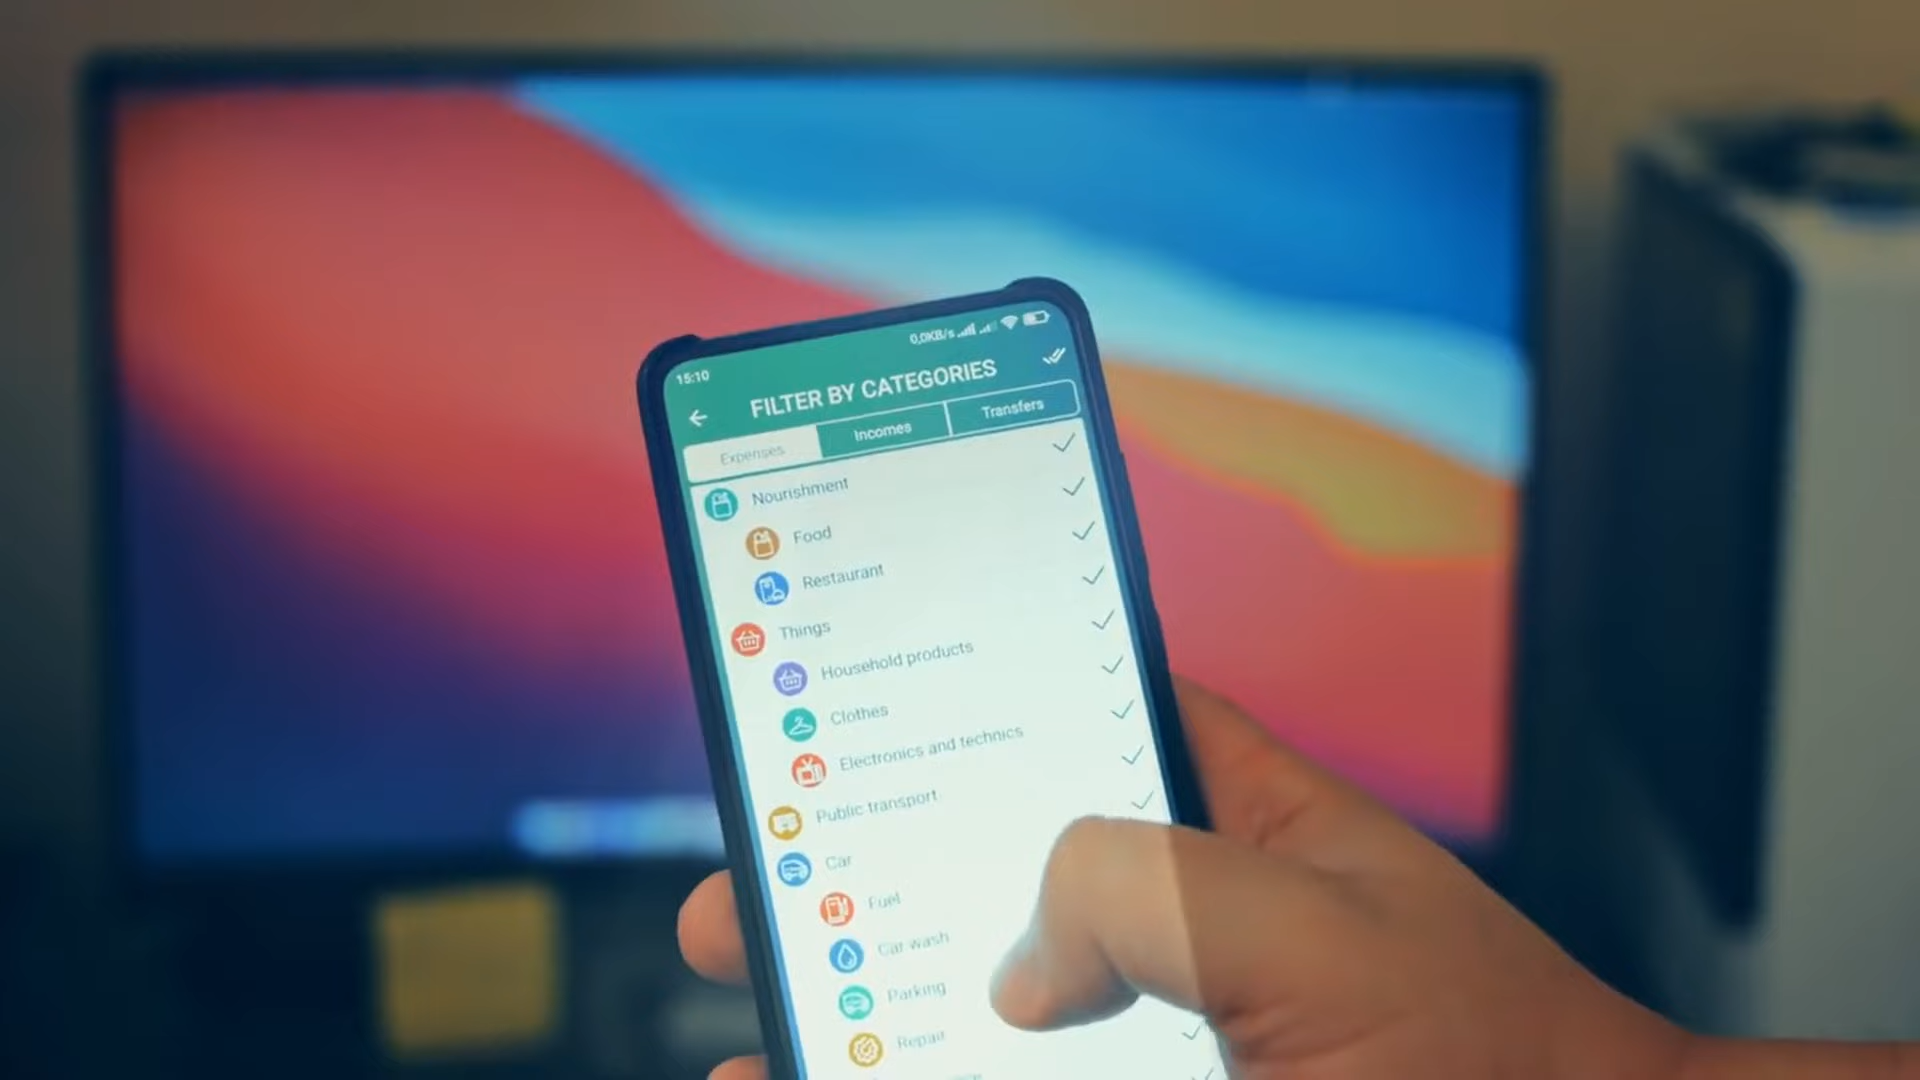 0,0KB/s
15:10
FILTER BY CATEGORIES
Expenses Incomes Transfers
Nourishment
Food
Restaurant
Things
Household products
Clothes
Electronics and technics
Public transport
Car
Fuel
Car wash
Parking
Repair